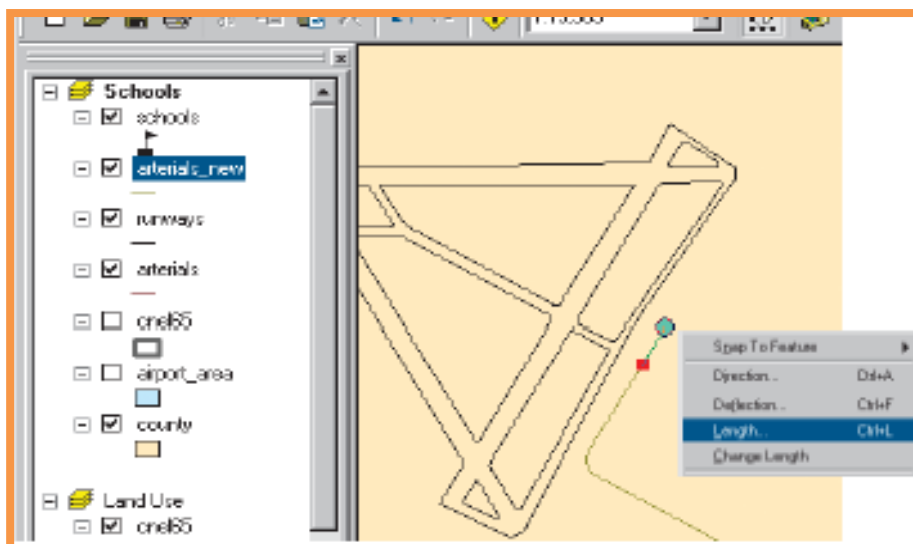 Schools
schools
arterials_new
runways
arterials
cnel65
airport_area
county
Land Use
cnel65
Snap To Feature
Direction... Ctrl+A
Deflection... Ctrl+F
Length... Ctrl+L
Change Length